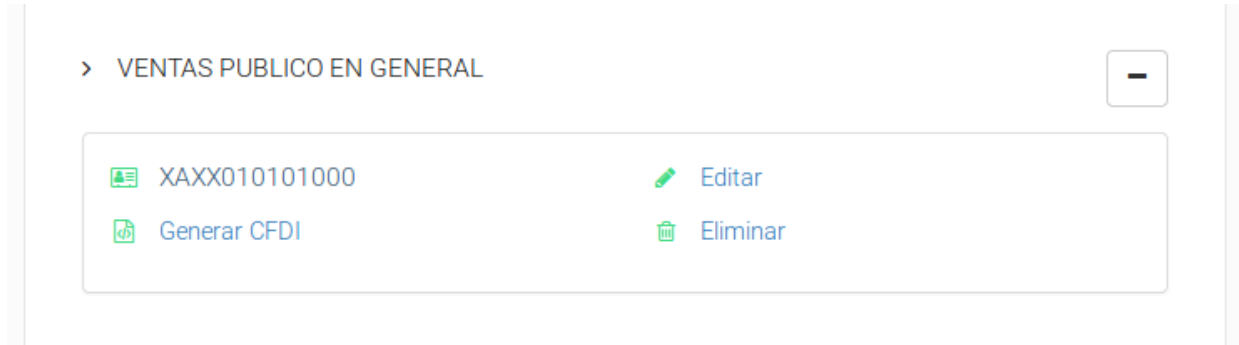 VENTAS PUBLICO EN GENERAL
XAXX010101000
Editar
Generar CFDI
Eliminar